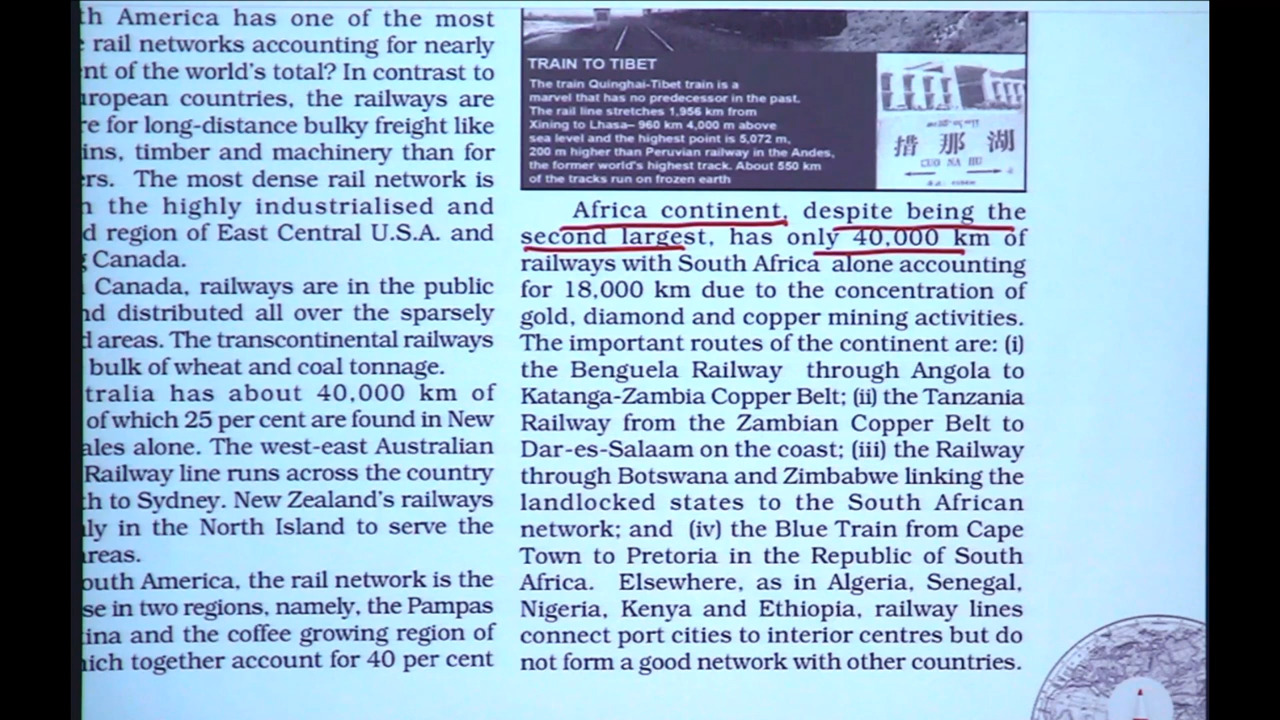 th America has one of the most
rail networks accounting for nearly
nt of the world's total? In contrast to
uropean countries, the railways are
re for long-distance bulky freight like
ins, timber and machinery than for
ers. The most dense rail network is
n the highly industrialised and
d region of East Central U.S.A. and
Canada.
Canada, railways are in the public
nd distributed all over the sparsely
d areas. The transcontinental railways
bulk of wheat and coal tonnage.
tralia has about 40,000 km of
of which 25 per cent are found in New
ales alone. The west-east Australian
Railway line runs across the country
th to Sydney. New Zealand's railways
ly in the North Island to serve the
areas.
outh America, the rail network is the
se in two regions, namely, the Pampas
ina and the coffee growing region of
ich together account for 40 per cent
TRAIN TO TIBET
The train Quinghai-Tibet train is a
marvel that has no predecessor in the past.
The rail line stretches 1,956 km from
Xining to Lhasa– 960 km 4,000 m above
sea level and the highest point is 5,072 m,
200 m higher than Peruvian railway in the Andes,
the former world's highest track. About 550 km
of the tracks run on frozen earth
措 那 湖
CUO NA HU
Africa continent, despite being the
second largest, has only 40,000 km of
railways with South Africa alone accounting
for 18,000 km due to the concentration of
gold, diamond and copper mining activities.
The important routes of the continent are: (i)
the Benguela Railway through Angola to
Katanga-Zambia Copper Belt; (ii) the Tanzania
Railway from the Zambian Copper Belt to
Dar-es-Salaam on the coast; (iii) the Railway
through Botswana and Zimbabwe linking the
landlocked states to the South African
network; and (iv) the Blue Train from Cape
Town to Pretoria in the Republic of South
Africa. Elsewhere, as in Algeria, Senegal,
Nigeria, Kenya and Ethiopia, railway lines
connect port cities to interior centres but do
not form a good network with other countries.